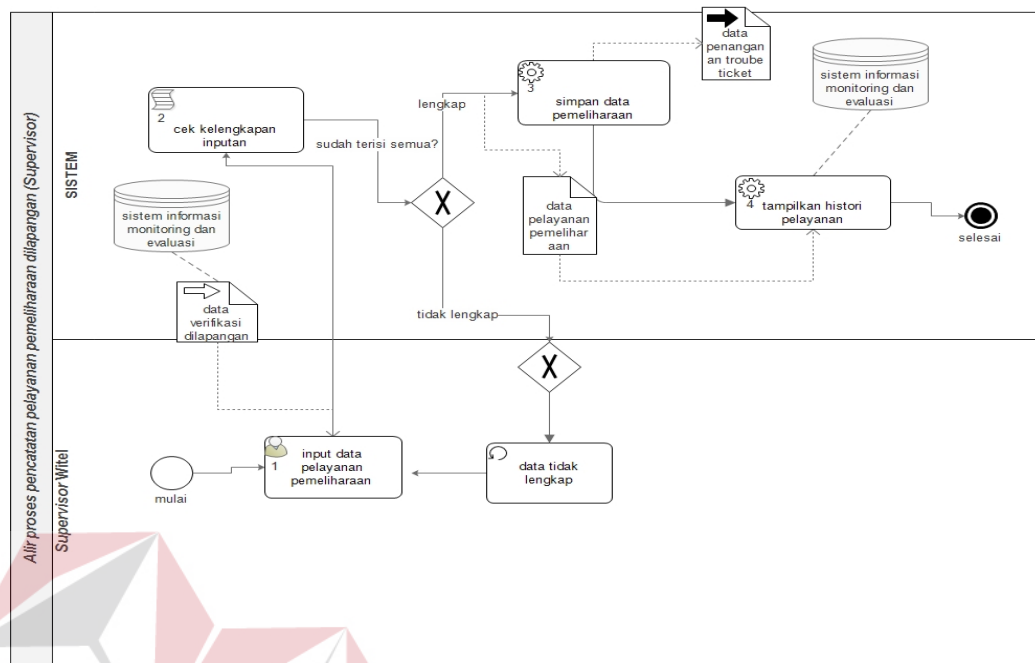 Alir proses pencatatan pelayanan pemeliharaan dilapangan (Supervisor)
SISTEM
2
cek kelengkapan
inputan
sudah terisi semua?
lengkap
X
3
simpan data
pemeliharaan
data
penangan
an troube
ticket
sistem informasi
monitoring dan
evaluasi
data
pelayanan
pemelihar
aan
4
tampilkan histori
pelayanan
selesai
sistem informasi
monitoring dan
evaluasi
data
verifikasi
dilapangan
tidak lengkap
X
Supervisor Witel
mulai
1
input data
pelayanan
pemeliharaan
data tidak
lengkap